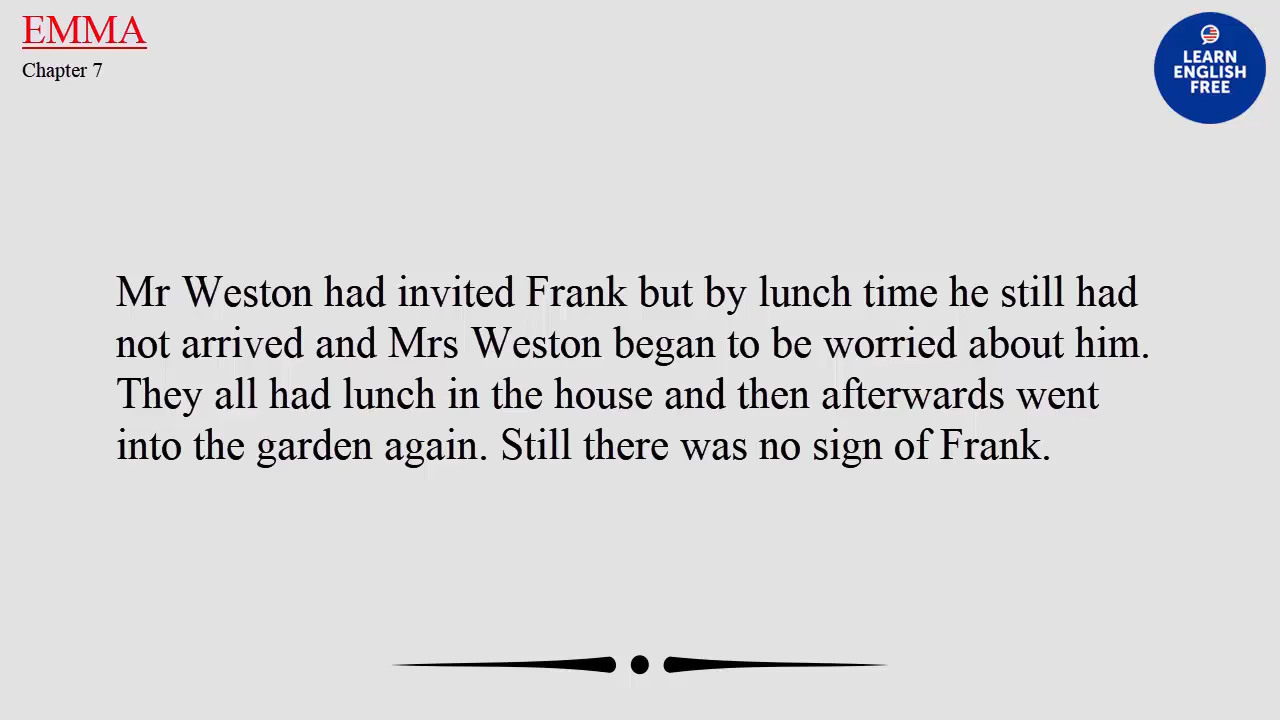 EMMA
Chapter 7
LEARN
ENGLISH
FREE
Mr Weston had invited Frank but by lunch time he still had
not arrived and Mrs Weston began to be worried about him.
They all had lunch in the house and then afterwards went
into the garden again. Still there was no sign of Frank.